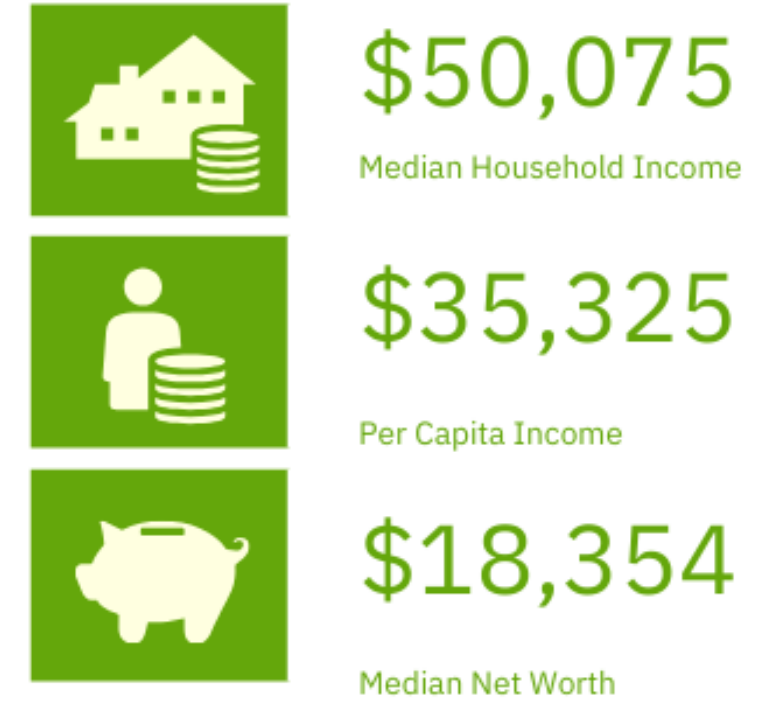 $50,075
Median Household Income
$35,325
Per Capita Income
$18,354
Median Net Worth